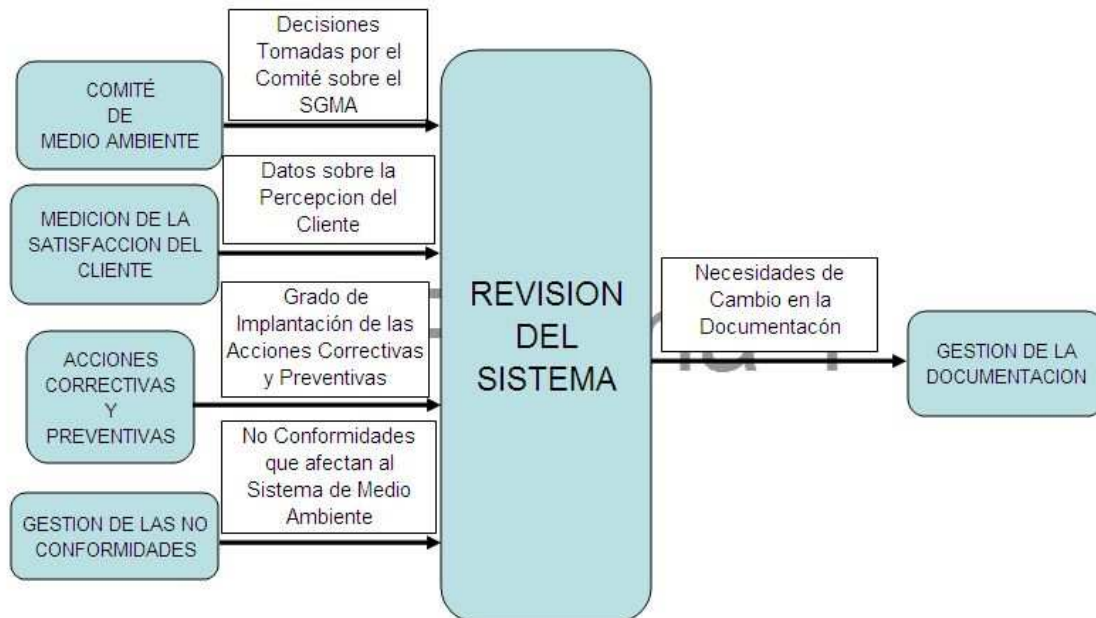 Decisiones
Tomadas por el
Comité sobre el
SGMA
COMITÉ
DE
MEDIO AMBIENTE
Datos sobre la
Percepcion del
Cliente
MEDICION DE LA
SATISFACCION DEL
CLIENTE
Grado de
Implantación de las
Acciones Correctivas
y Preventivas
ACCIONES
CORRECTIVAS
Y
PREVENTIVAS
No Conformidades
que afectan al
Sistema de Medio
Ambiente
GESTION DE LAS NO
CONFORMIDADES
REVISION
DEL
SISTEMA
Necesidades de
Cambio en la
Documentacón
GESTION DE LA
DOCUMENTACION